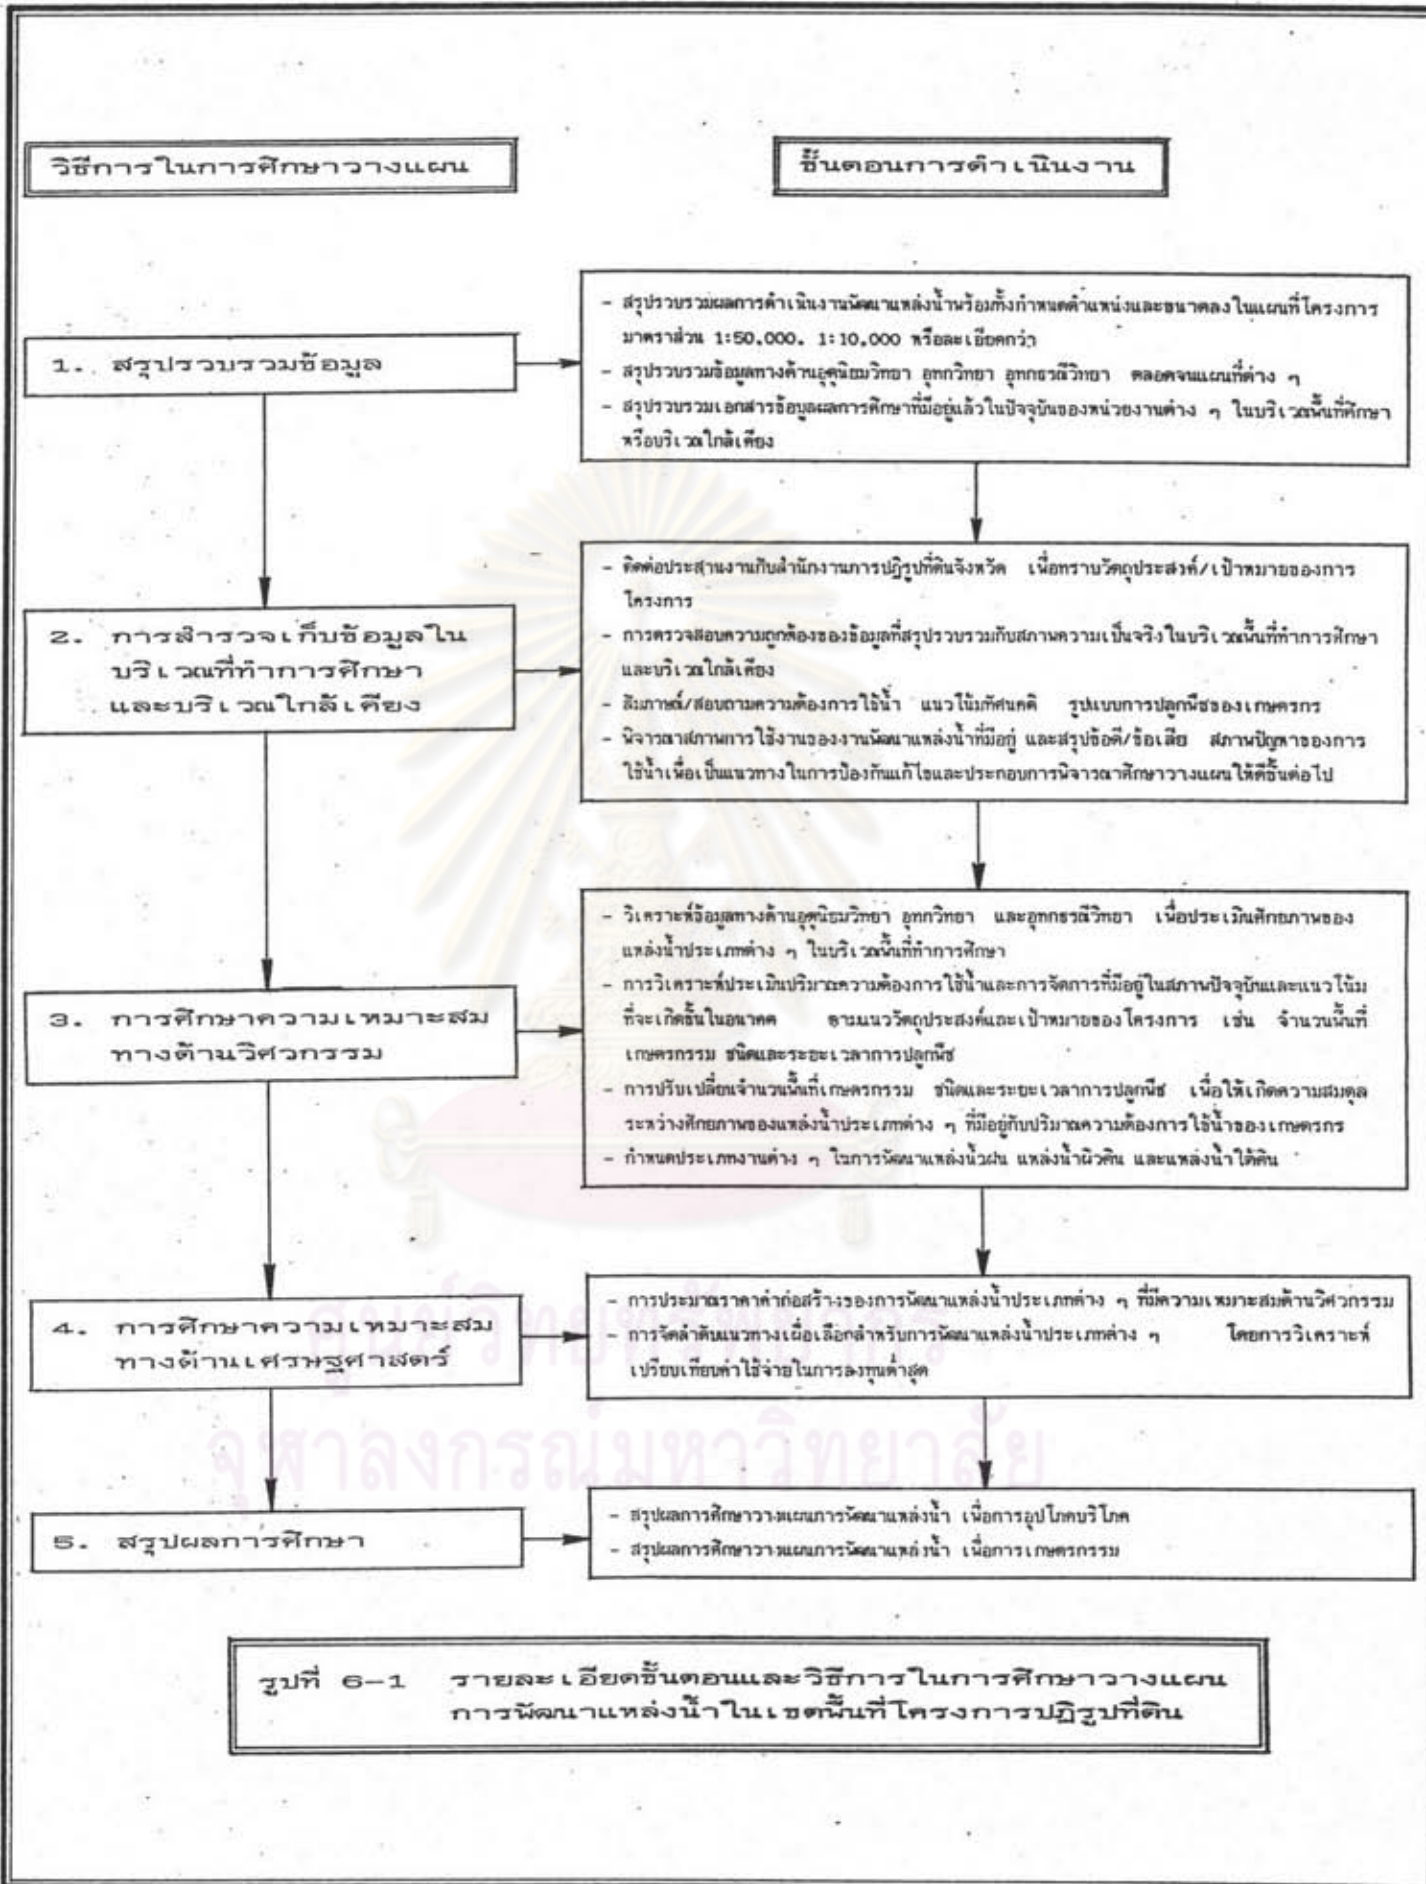 วิธีการในการศึกษาวางแผน
ขั้นตอนการดำเนินงาน
1. สรุปรวบรวมข้อมูล
- สรุปรวบรวมผลการดำเนินงานพัฒนาแหล่งน้ำพร้อมทั้งกำหนดตำแหน่งและขนาดลงในแผนที่โครงการ
มาตราส่วน 1:50,000. 1:10,000 หรือละเอียดกว่า
- สรุปรวบรวมข้อมูลทางด้านอุตุนิยมวิทยา อุทกวิทยา อุทกธรณีวิทยา ตลอดจนแผนที่ต่าง ๆ
- สรุปรวบรวมเอกสารข้อมูลผลการศึกษาที่มีอยู่แล้วในปัจจุบันของหน่วยงานต่าง ๆ ในบริเวณพื้นที่ศึกษา
หรือบริเวณใกล้เคียง
2. การสำรวจเก็บข้อมูลใน
บริเวณที่ทำการศึกษา
และบริเวณใกล้เคียง
- ติดต่อประสานงานกับสำนักงานการปฏิรูปที่ดินจังหวัด เพื่อทราบวัตถุประสงค์/เป้าหมายของการ
โครงการ
- การตรวจสอบความถูกต้องของข้อมูลที่สรุปรวบรวมกับสภาพความเป็นจริงในบริเวณพื้นที่ทำการศึกษา
และบริเวณใกล้เคียง
- สัมภาษณ์/สอบถามความต้องการใช้น้ำ แนวโน้มทัศนคติ รูปแบบการปลูกพืชของเกษตรกร
- พิจารณาสภาพการใช้งานของงานพัฒนาแหล่งน้ำที่มีอยู่ และสรุปข้อดี/ข้อเสีย สภาพปัญหาของการ
ใช้น้ำเพื่อเป็นแนวทางในการป้องกันแก้ไขและประกอบการพิจารณาศึกษาวางแผนให้ดีขึ้นต่อไป
3. การศึกษาความเหมาะสม
ทางด้านวิศวกรรม
- วิเคราะห์ข้อมูลทางด้านอุตุนิยมวิทยา อุทกวิทยา และอุทกธรณีวิทยา เพื่อประเมินศักยภาพของ
แหล่งน้ำประเภทต่าง ๆ ในบริเวณพื้นที่ทำการศึกษา
- การวิเคราะห์ประเมินปริมาณความต้องการใช้น้ำและการจัดการที่มีอยู่ในสภาพปัจจุบันและแนวโน้ม
ที่จะเกิดขึ้นในอนาคต ตามแนววัตถุประสงค์และเป้าหมายของโครงการ เช่น จำนวนพื้นที่
เกษตรกรรม ชนิดและระยะเวลาการปลูกพืช
- การปรับเปลี่ยนจำนวนพื้นที่เกษตรกรรม ชนิดและระยะเวลาการปลูกพืช เพื่อให้เกิดความสมดุล
ระหว่างศักยภาพของแหล่งน้ำประเภทต่าง ๆ ที่มีอยู่กับปริมาณความต้องการใช้น้ำของเกษตรกร
- กำหนดประเภทงานต่าง ๆ ในการพัฒนาแหล่งน้ำฝน แหล่งน้ำผิวดิน และแหล่งน้ำใต้ดิน
4. การศึกษาความเหมาะสม
ทางด้านเศรษฐศาสตร์
- การประมาณราคาค่าก่อสร้างของการพัฒนาแหล่งน้ำประเภทต่าง ๆ ที่มีความเหมาะสมด้านวิศวกรรม
- การจัดลำดับแนวทางเผื่อเลือกสำหรับการพัฒนาแหล่งน้ำประเภทต่าง ๆ โดยการวิเคราะห์
เปรียบเทียบค่าใช้จ่ายในการลงทุนต่ำสุด
ศูนย์วิทยทรัพยากร
จุฬาลงกรณ์มหาวิทยาลัย
5. สรุปผลการศึกษา
- สรุปผลการศึกษาวางแผนการพัฒนาแหล่งน้ำ เพื่อการอุปโภคบริโภค
- สรุปผลการศึกษาวางแผนการพัฒนาแหล่งน้ำ เพื่อการเกษตรกรรม
รูปที่ 6-1 รายละเอียดขั้นตอนและวิธีการในการศึกษาวางแผน
การพัฒนาแหล่งน้ำในเขตพื้นที่โครงการปฏิรูปที่ดิน